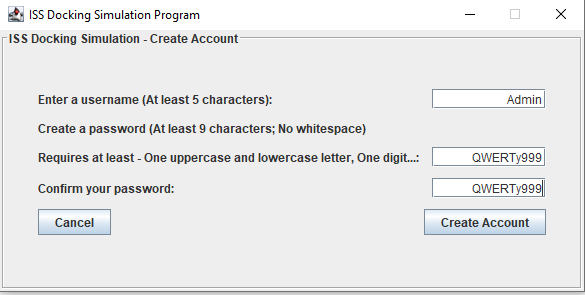 ISS Docking Simulation Program
ISS Docking Simulation - Create Account
Enter a username (At least 5 characters): Admin
Create a password (At least 9 characters; No whitespace)
Requires at least - One uppercase and lowercase letter, One digit...: QWERTy999
Confirm your password: QWERTy999
Cancel Create Account